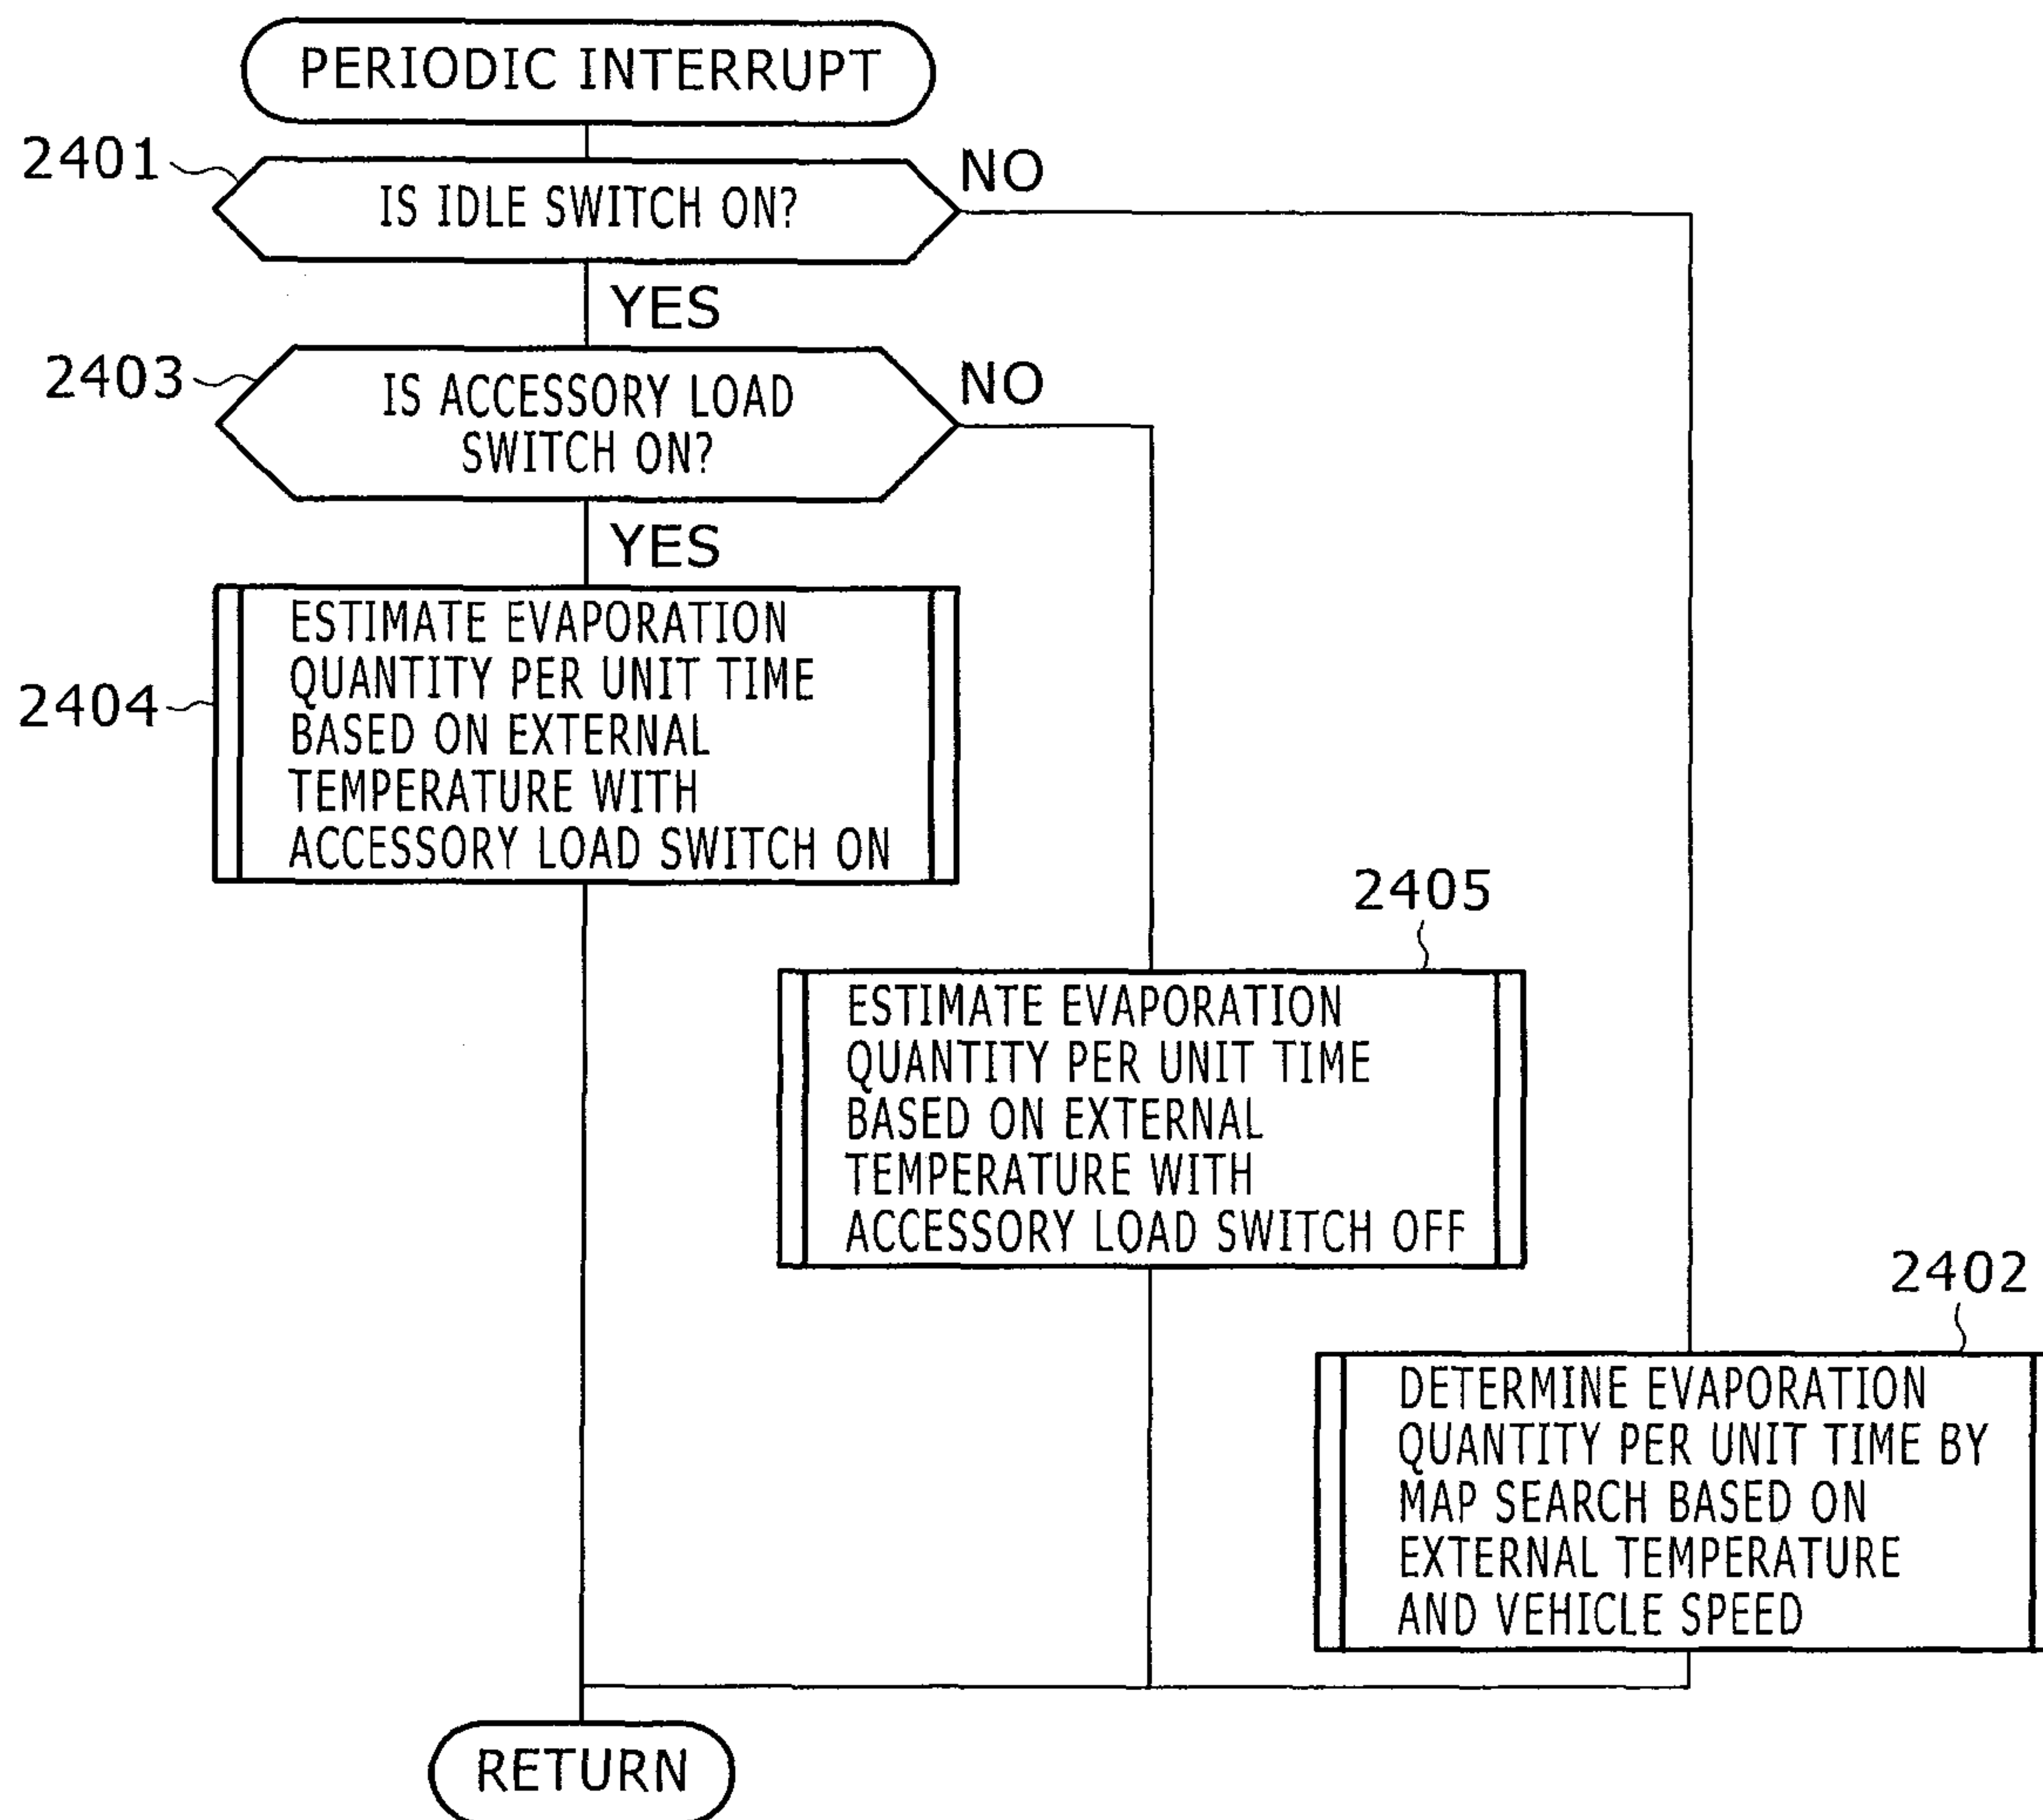 PERIODIC INTERRUPT
2401
IS IDLE SWITCH ON?
NO
YES
2403
IS ACCESSORY LOAD
SWITCH ON?
NO
YES
2404
ESTIMATE EVAPORATION
QUANTITY PER UNIT TIME
BASED ON EXTERNAL
TEMPERATURE WITH
ACCESSORY LOAD SWITCH ON
2405
ESTIMATE EVAPORATION
QUANTITY PER UNIT TIME
BASED ON EXTERNAL
TEMPERATURE WITH
ACCESSORY LOAD SWITCH OFF
2402
DETERMINE EVAPORATION
QUANTITY PER UNIT TIME BY
MAP SEARCH BASED ON
EXTERNAL TEMPERATURE
AND VEHICLE SPEED
RETURN